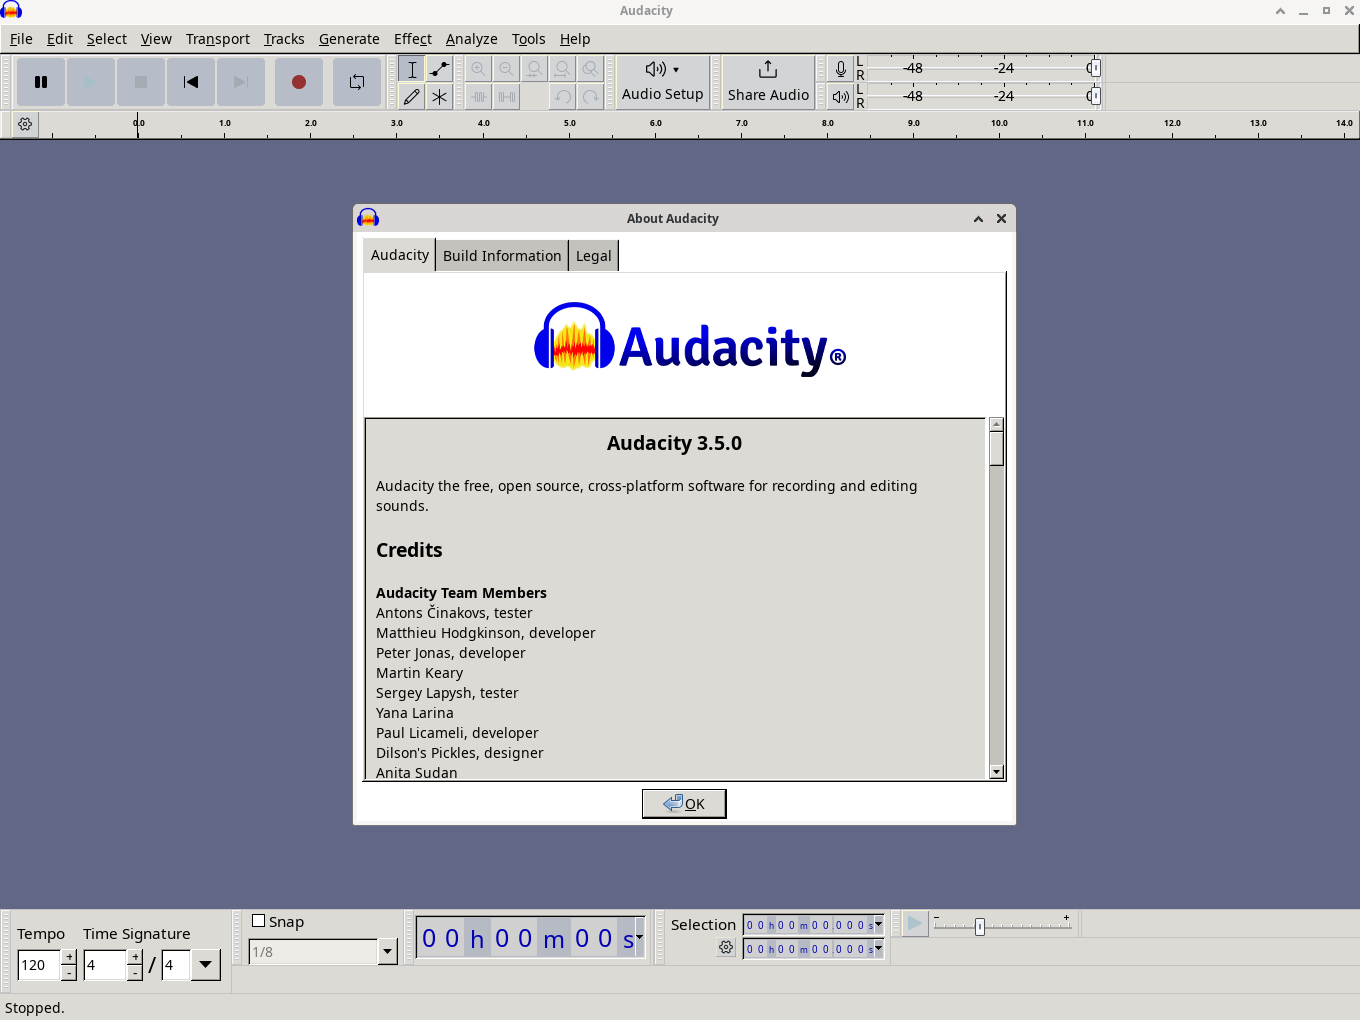 Audacity
File Edit Select View Transport Tracks Generate Effect Analyze Tools Help
Audio Setup
Share Audio
L
R
-48 -24 0
L
R
-48 -24 0
0.0 1.0 2.0 3.0 4.0 5.0 6.0 7.0 8.0 9.0 10.0 11.0 12.0 13.0 14.0
About Audacity
Audacity Build Information Legal
Audacity®
Audacity 3.5.0
Audacity the free, open source, cross-platform software for recording and editing
sounds.
Credits
Audacity Team Members
Antons Činakovs, tester
Matthieu Hodgkinson, developer
Peter Jonas, developer
Martin Keary
Sergey Lapysh, tester
Yana Larina
Paul Licameli, developer
Dilson's Pickles, designer
Anita Sudan
OK
Tempo
120
Time Signature
4 / 4
Snap
1/8
00h00m00s
Selection
00h00m00.000s
00h00m00.000s
Stopped.